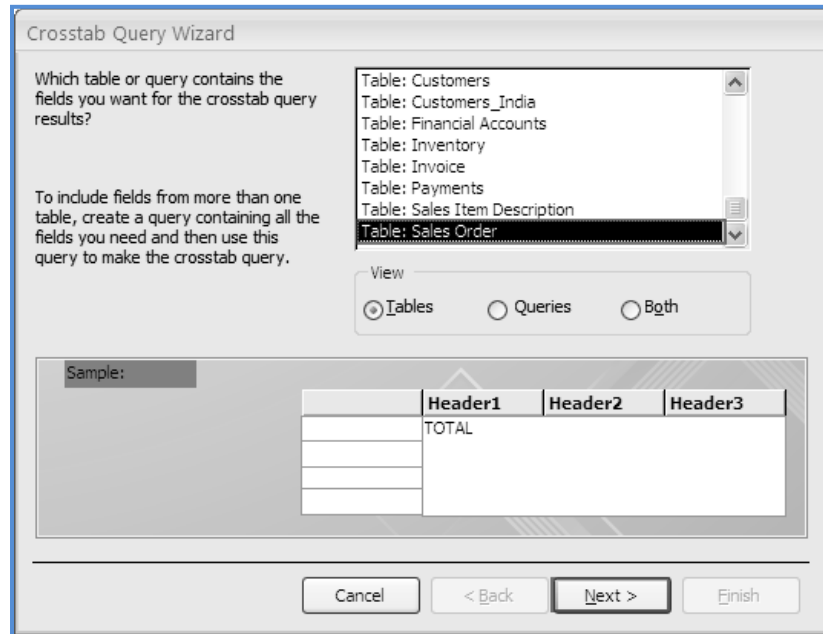 Crosstab Query Wizard
Which table or query contains the
fields you want for the crosstab query
results?
To include fields from more than one
table, create a query containing all the
fields you need and then use this
query to make the crosstab query.
Table: Customers
Table: Customers_India
Table: Financial Accounts
Table: Inventory
Table: Invoice
Table: Payments
Table: Sales Item Description
Table: Sales Order
View
Tables
Queries
Both
Sample:
Header1 Header2 Header3
TOTAL
Cancel
< Back
Next >
Finish